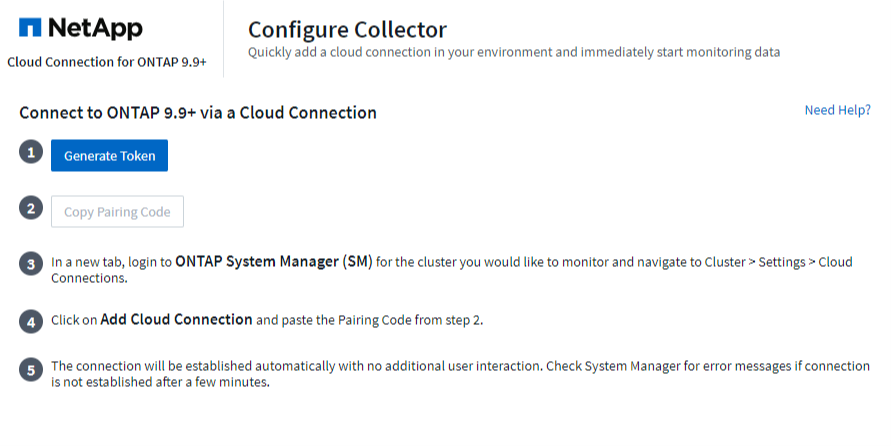 NetApp
Cloud Connection for ONTAP 9.9+
Configure Collector
Quickly add a cloud connection in your environment and immediately start monitoring data
Connect to ONTAP 9.9+ via a Cloud Connection
Need Help?
1 Generate Token
2 Copy Pairing Code
3 In a new tab, login to ONTAP System Manager (SM) for the cluster you would like to monitor and navigate to Cluster > Settings > Cloud
Connections.
4 Click on Add Cloud Connection and paste the Pairing Code from step 2.
5 The connection will be established automatically with no additional user interaction. Check System Manager for error messages if connection
is not established after a few minutes.